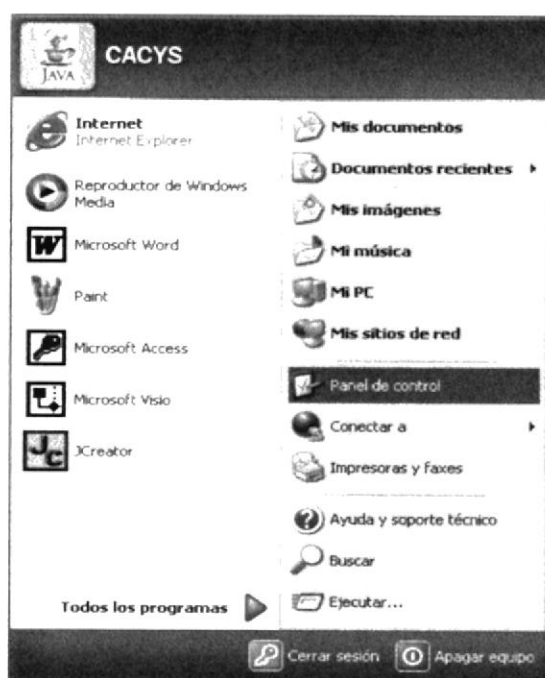 JAVA
CACYS
Internet
Internet Explorer
Reproductor de Windows
Media
Microsoft Word
Paint
Microsoft Access
Microsoft Visio
JCreator
Todos los programas
Mis documentos
Documentos recientes
Mis imágenes
Mi música
Mi PC
Mis sitios de red
Panel de control
Conectar a
Impresoras y faxes
Ayuda y soporte técnico
Buscar
Ejecutar...
Cerrar sesión
Apagar equipo